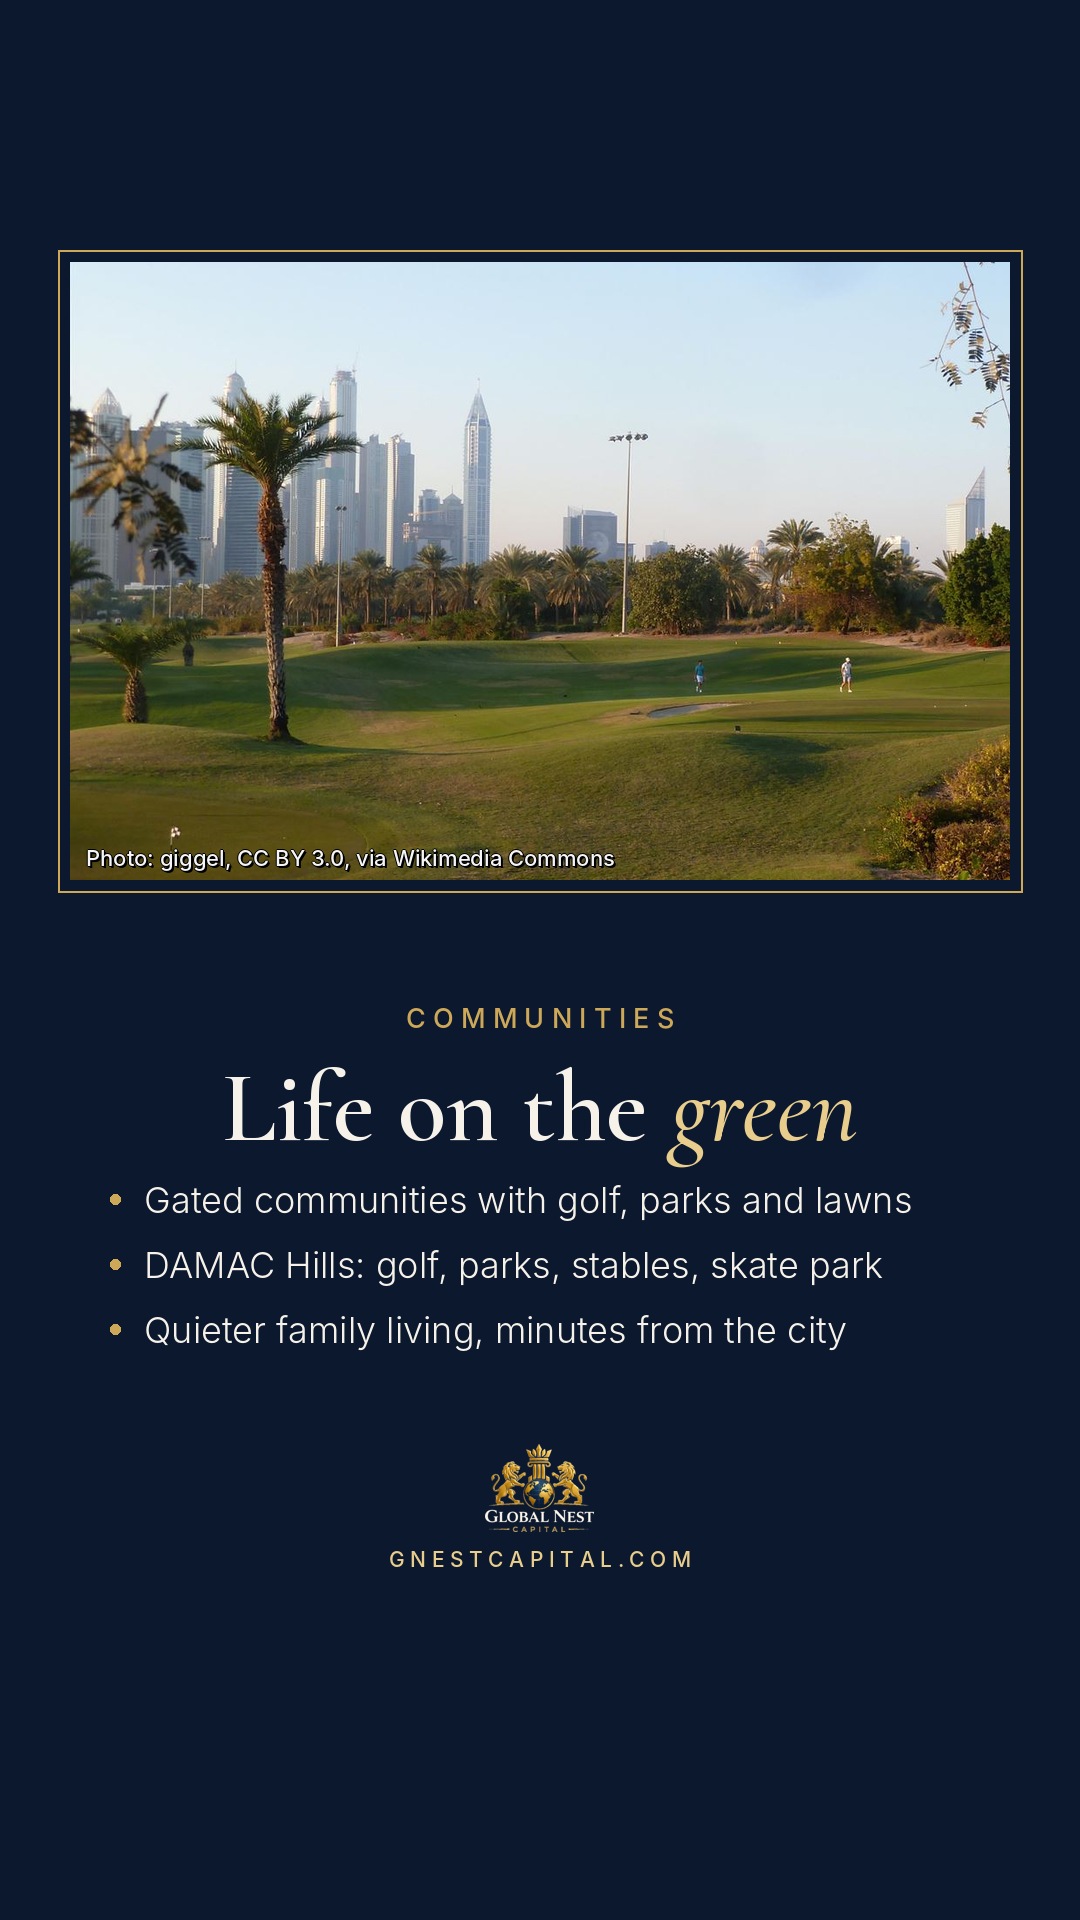 Photo: giggel, CC BY 3.0, via Wikimedia Commons
COMMUNITIES
Life on the green
• Gated communities with golf, parks and lawns
• DAMAC Hills: golf, parks, stables, skate park
• Quieter family living, minutes from the city
GLOBAL NEST
CAPITAL
GNESTCAPITAL.COM